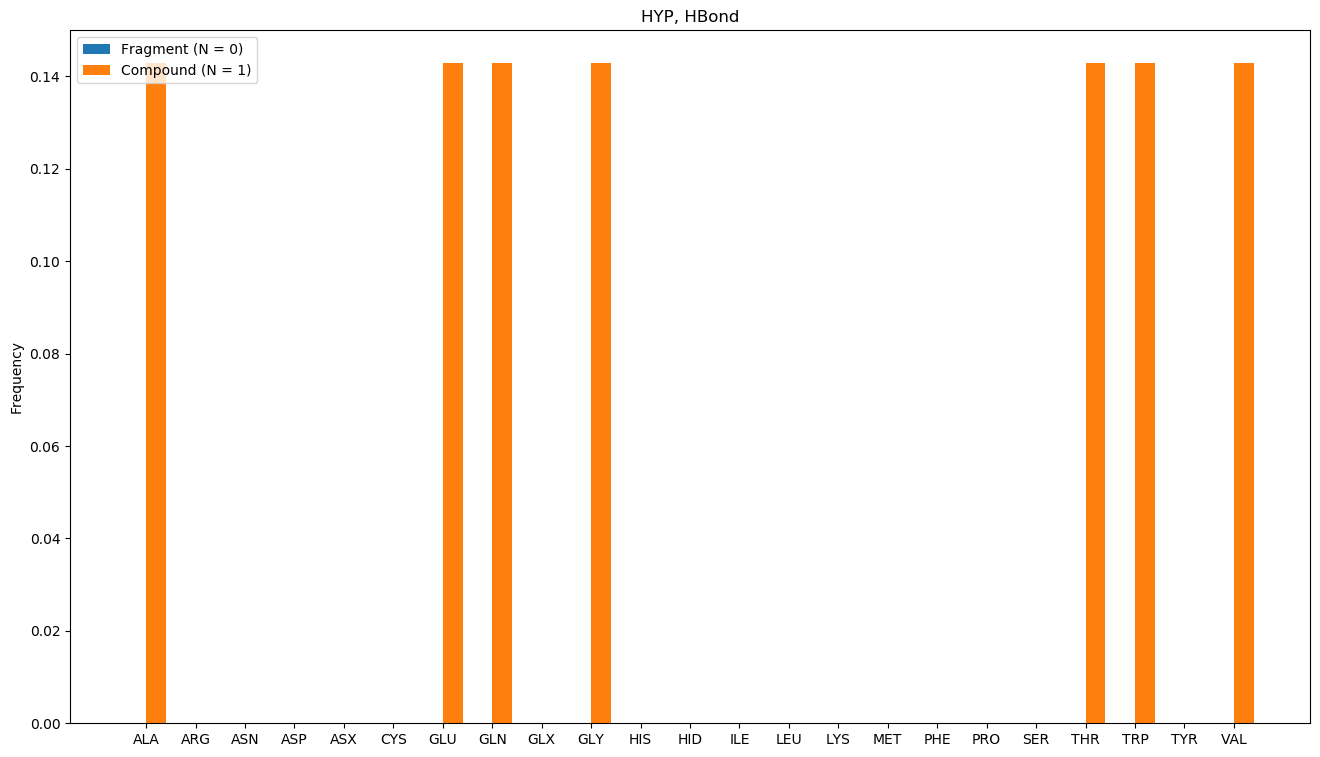 HYP, HBond
Fragment (N = 0)
Compound (N = 1)
Frequency
0.14
0.12
0.10
0.08
0.06
0.04
0.02
0.00
ALA ARG ASN ASP ASX CYS GLU GLN GLX GLY HIS HID ILE LEU LYS MET PHE PRO SER THR TRP TYR VAL